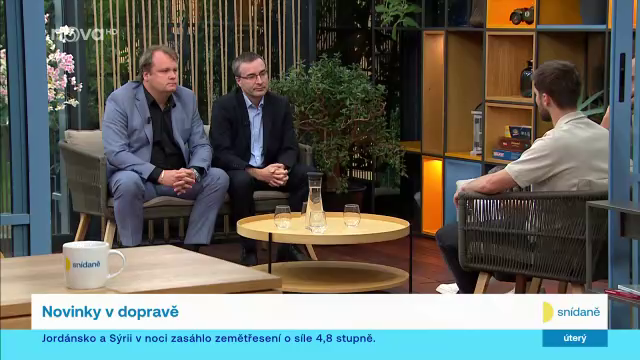 nova HD
snídaně
Novinky v dopravě
snídaně
Jordánsko a Sýrii v noci zasáhlo zemětřesení o síle 4,8 stupně.
úterý